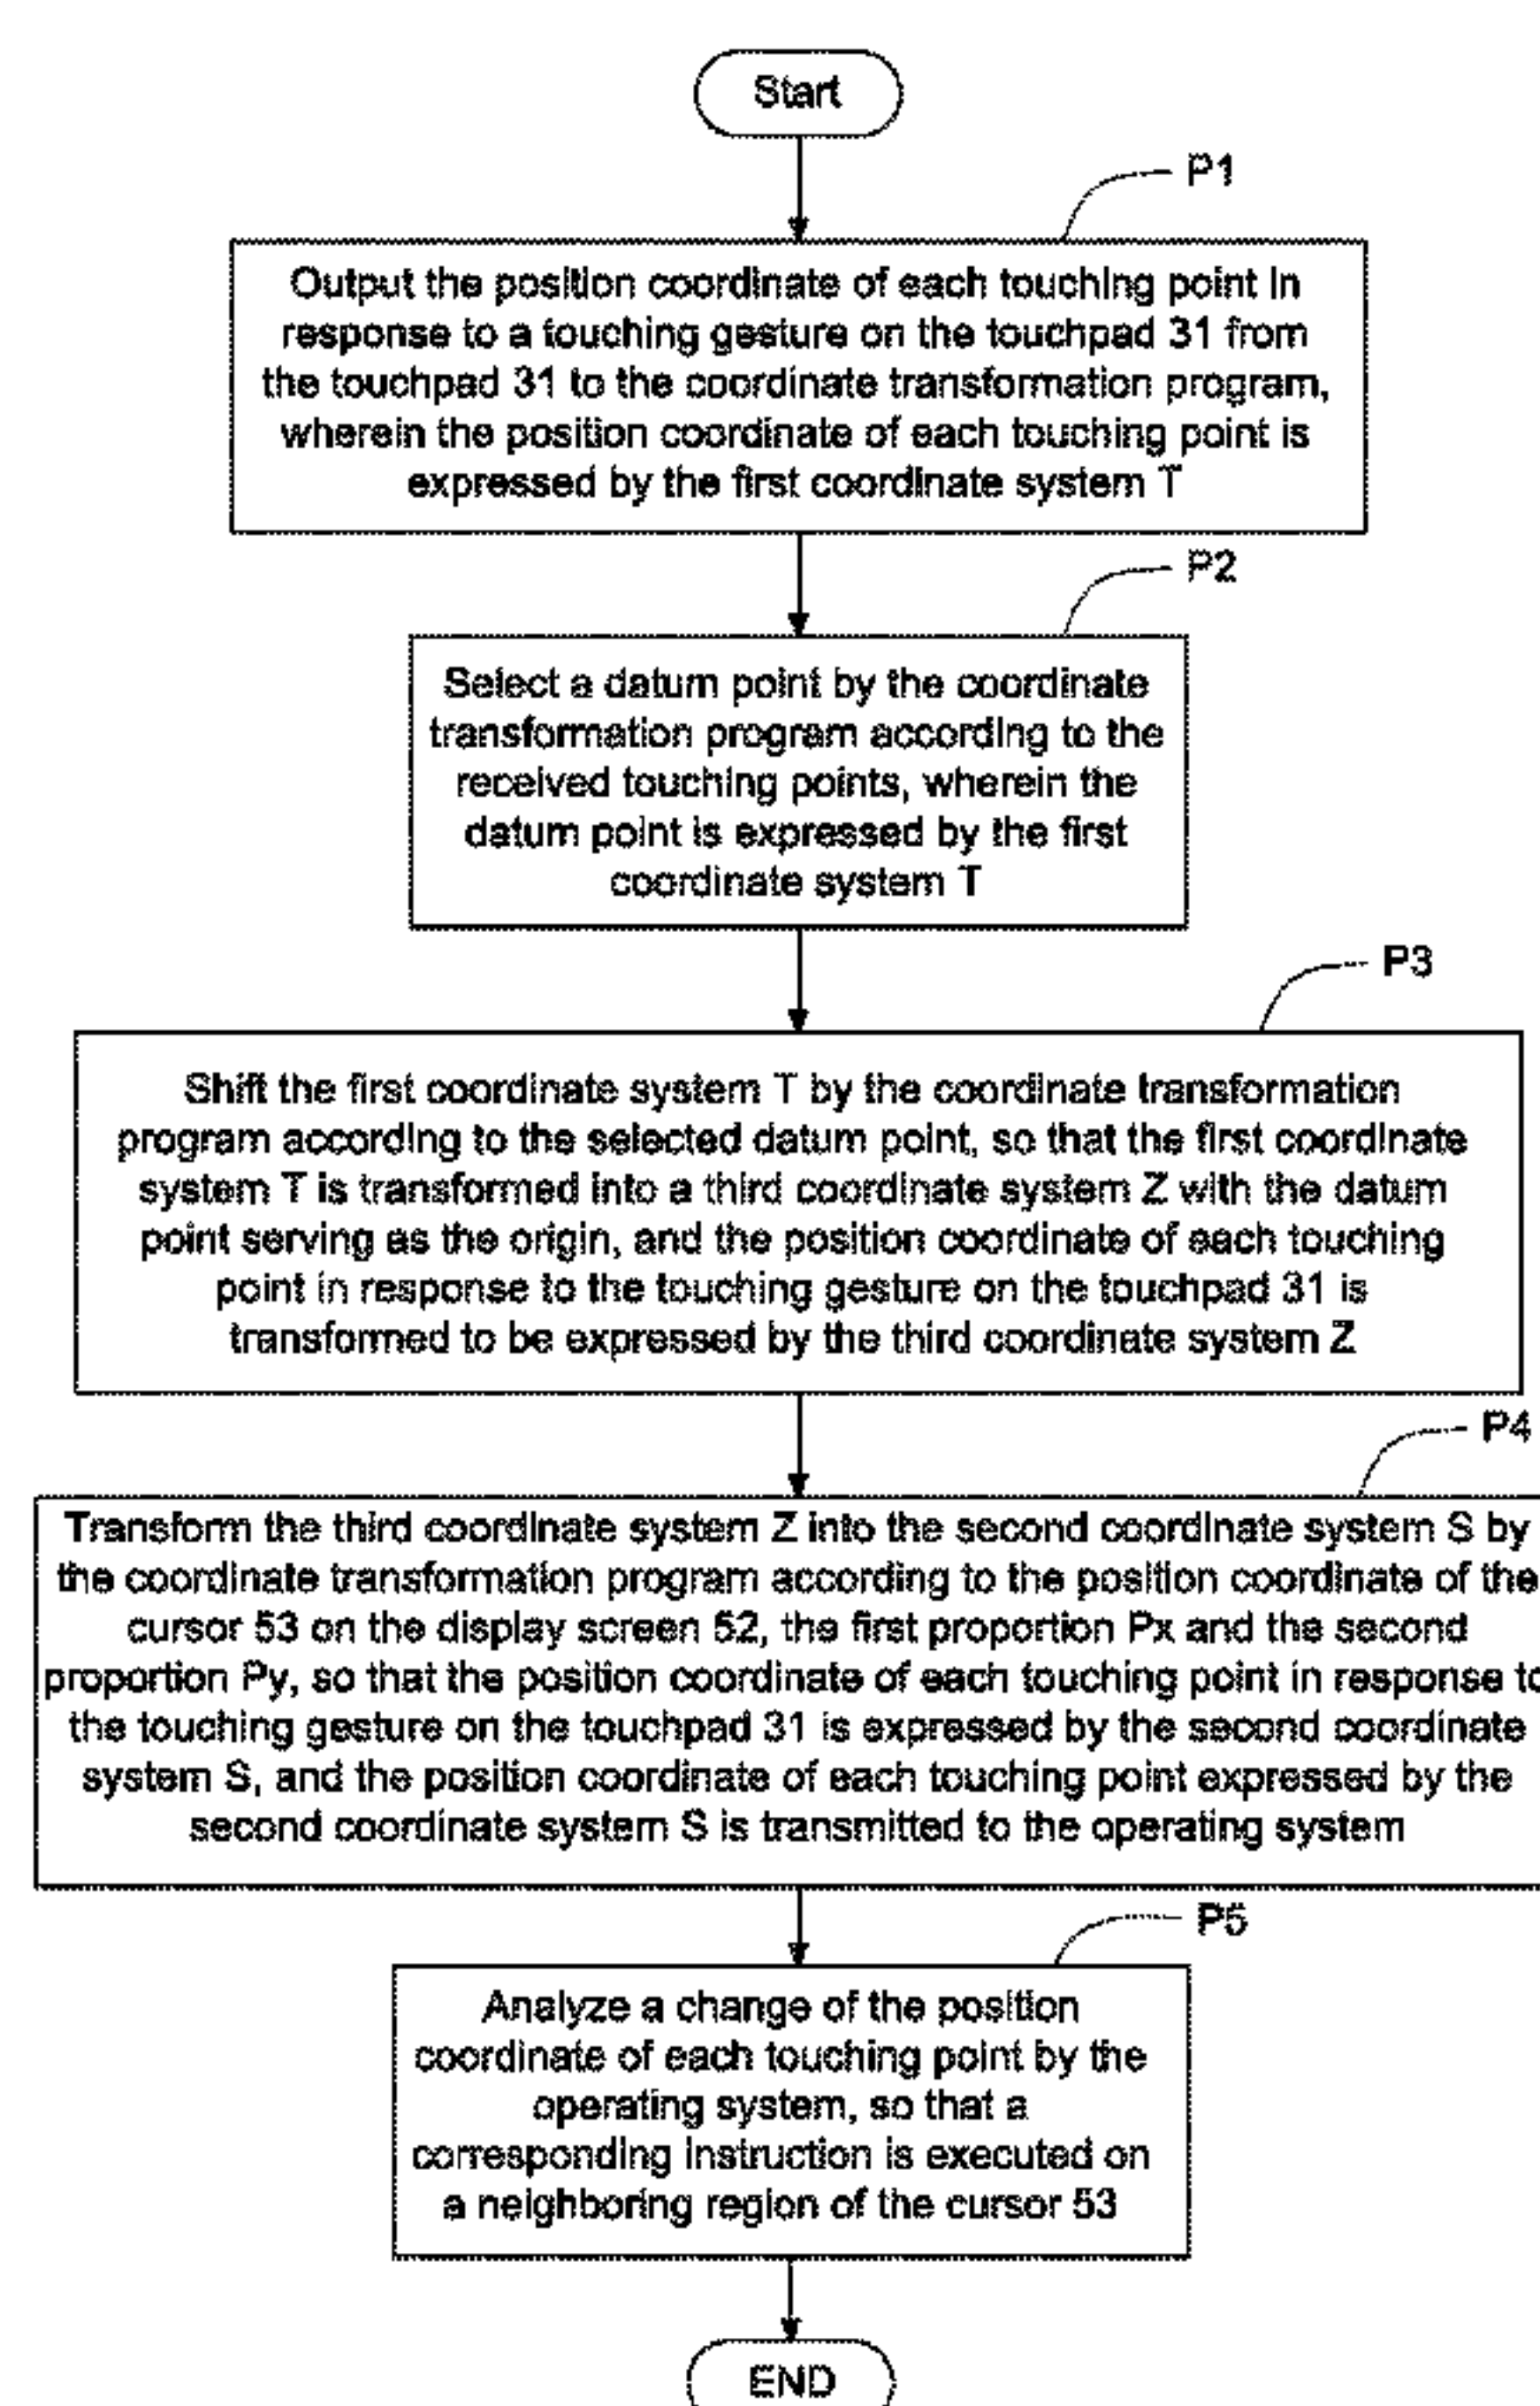 Start
P1
Output the position coordinate of each touching point in
response to a touching gesture on the touchpad 31 from
the touchpad 31 to the coordinate transformation program,
wherein the position coordinate of each touching point is
expressed by the first coordinate system T
P2
Select a datum point by the coordinate
transformation program according to the
received touching points, wherein the
datum point is expressed by the first
coordinate system T
P3
Shift the first coordinate system T by the coordinate transformation
program according to the selected datum point, so that the first coordinate
system T is transformed into a third coordinate system Z with the datum
point serving as the origin, and the position coordinate of each touching
point in response to the touching gesture on the touchpad 31 is
transformed to be expressed by the third coordinate system Z
P4
Transform the third coordinate system Z into the second coordinate system S by
the coordinate transformation program according to the position coordinate of the
cursor 53 on the display screen 52, the first proportion Px and the second
proportion Py, so that the position coordinate of each touching point in response to
the touching gesture on the touchpad 31 is expressed by the second coordinate
system S, and the position coordinate of each touching point expressed by the
second coordinate system S is transmitted to the operating system
P5
Analyze a change of the position
coordinate of each touching point by the
operating system, so that a
corresponding instruction is executed on
a neighboring region of the cursor 53
END